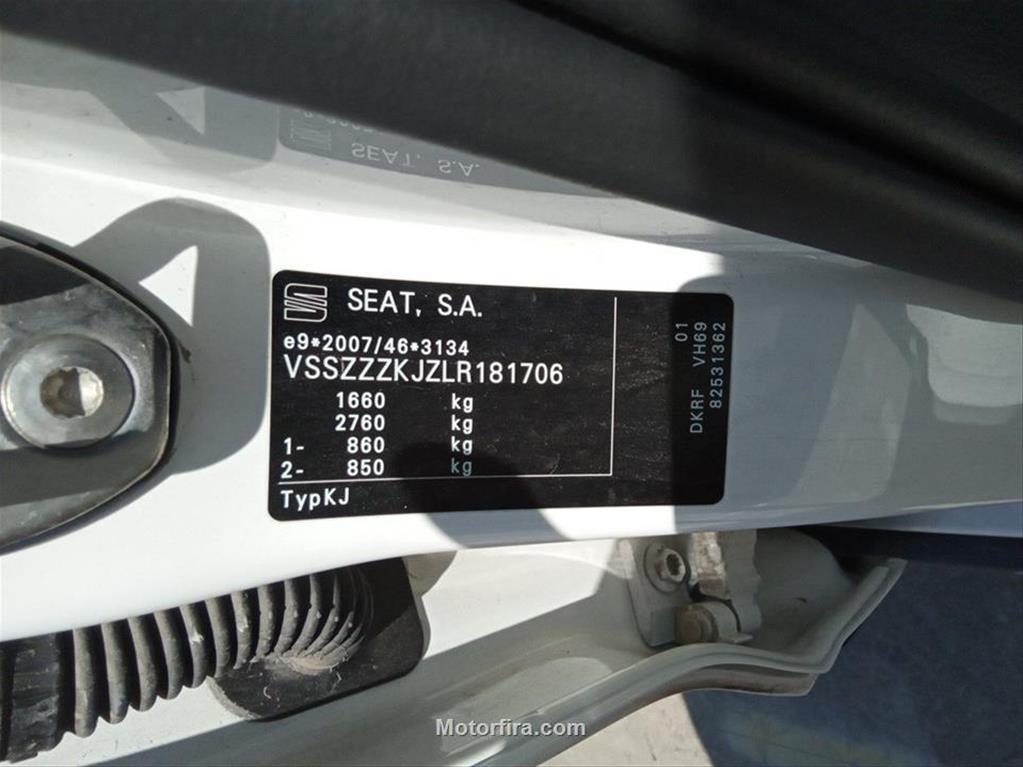 SEAT, S.A.
e9*2007/46*3134
VSSZZZKJZLR181706
1660 kg
2760 kg
1- 860 kg
2- 850 kg
TypKJ
01
DKRF VH69
82531362
SEAT, S.A.
Motorfira.com